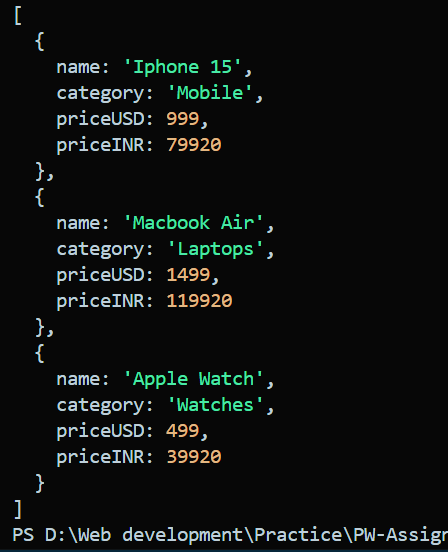 [
  {
    name: 'Iphone 15',
    category: 'Mobile',
    priceUSD: 999,
    priceINR: 79920
  },
  {
    name: 'Macbook Air',
    category: 'Laptops',
    priceUSD: 1499,
    priceINR: 119920
  },
  {
    name: 'Apple Watch',
    category: 'Watches',
    priceUSD: 499,
    priceINR: 39920
  }
]
PS D:\Web development\Practice\PW-Assign